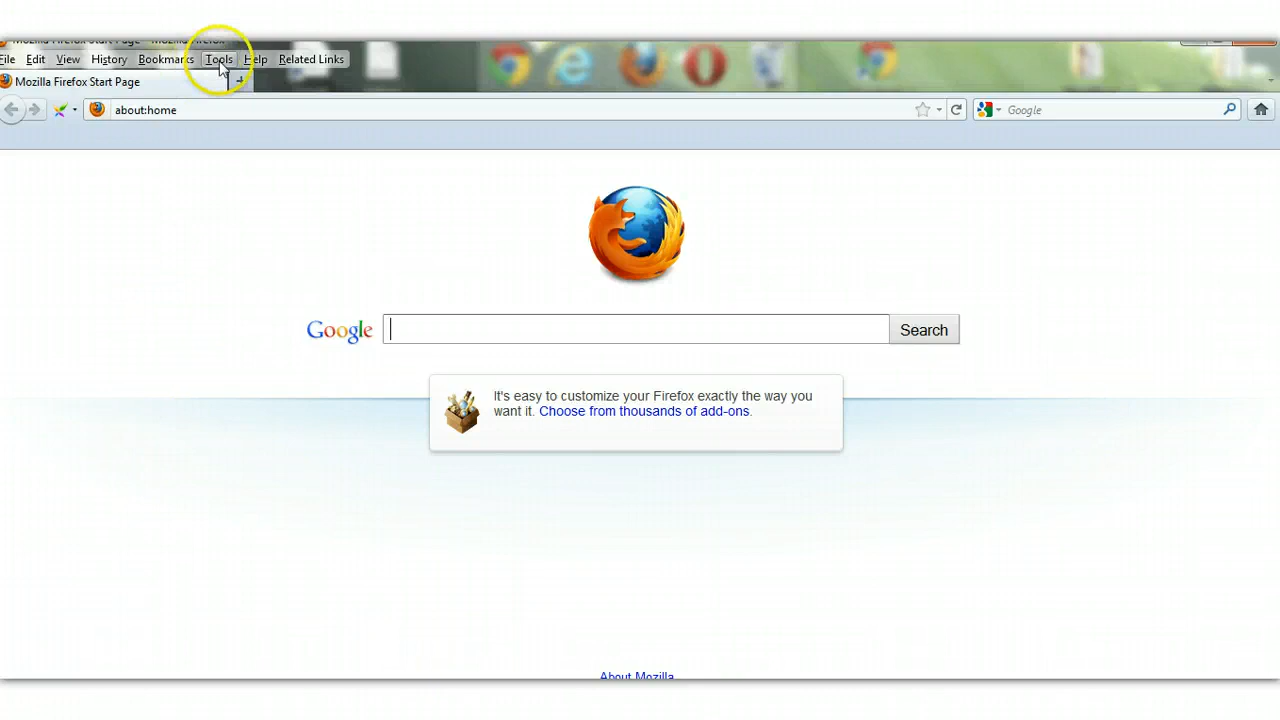 Mozilla Firefox Start Page - Mozilla Firefox
File Edit View History Bookmarks Tools Help Related Links
Mozilla Firefox Start Page
about:home
Google
Google
Search
It's easy to customize your Firefox exactly the way you
want it. Choose from thousands of add-ons.
About Mozilla